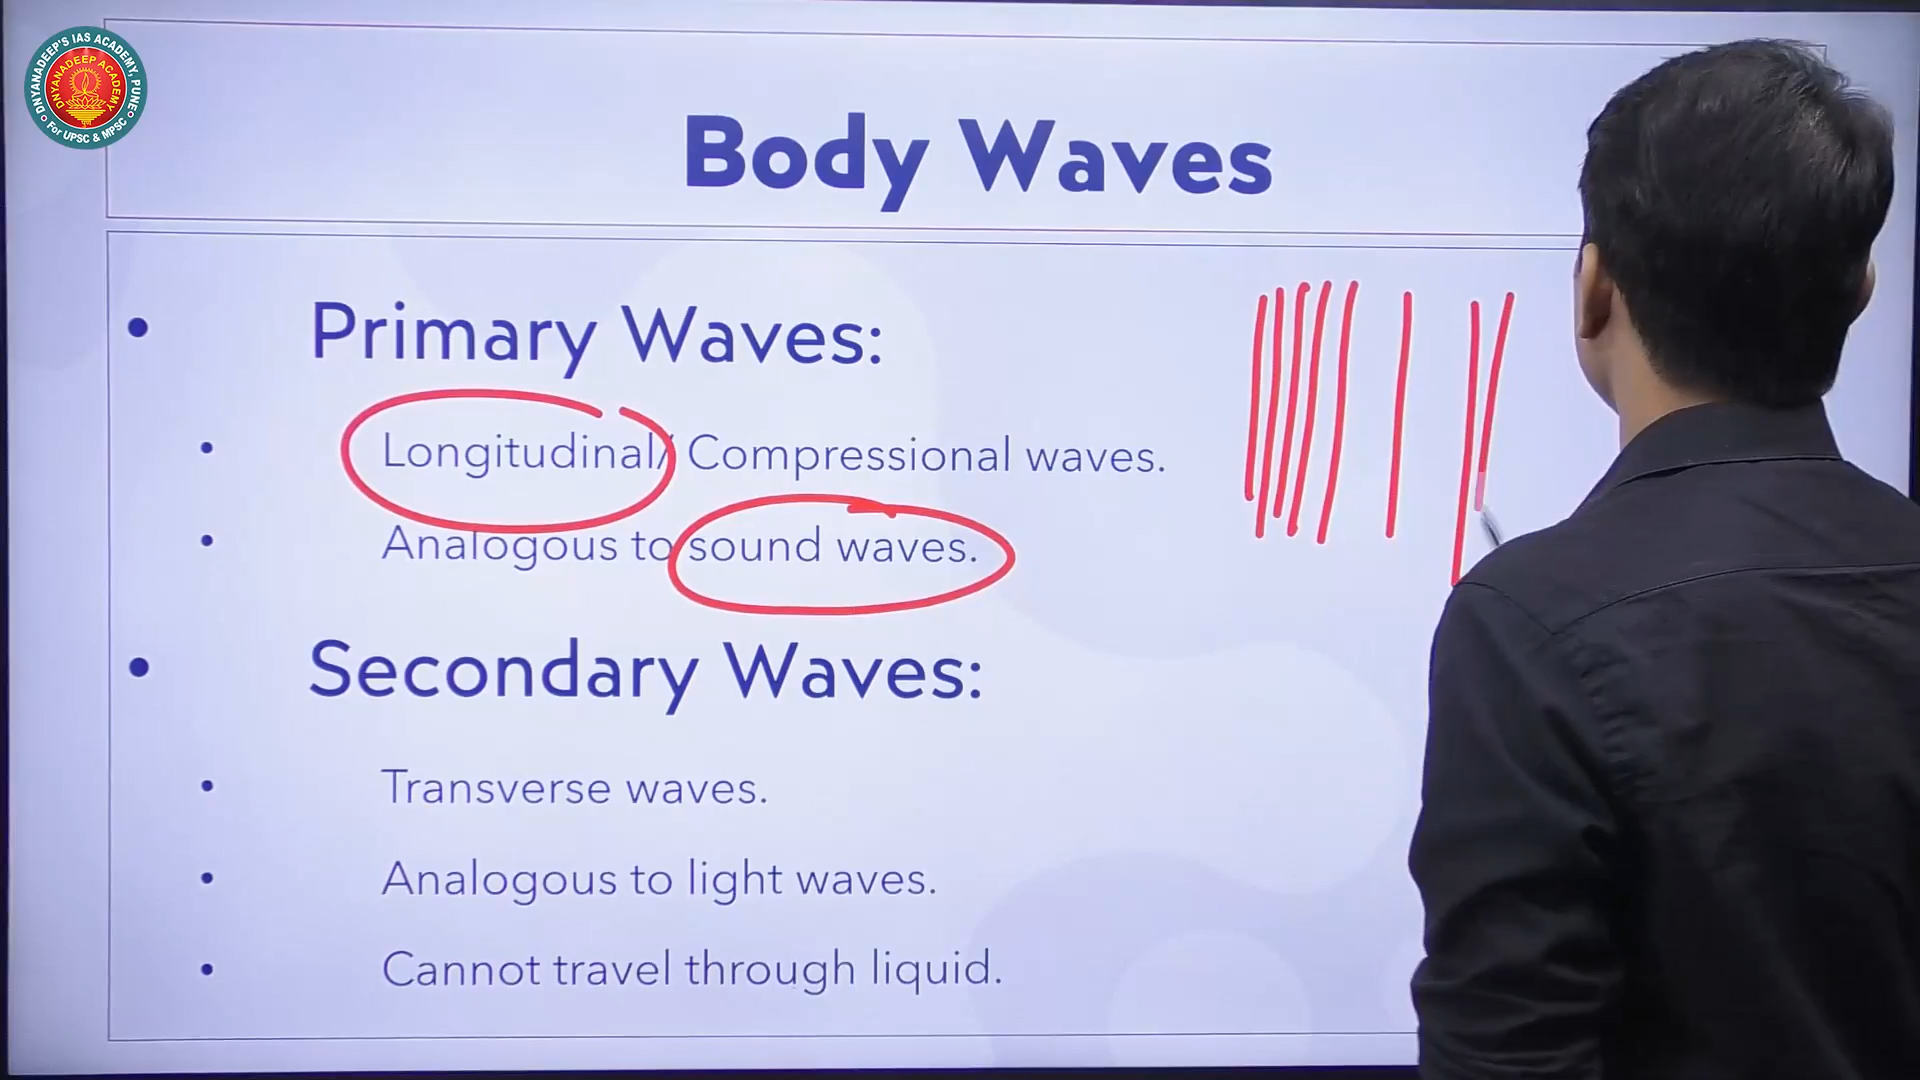 DNYANADEEP'S IAS ACADEMY, PUNE
DNYANADEEP ACADEMY
For UPSC & MPSC
Body Waves
• Primary Waves:
• Longitudinal/ Compressional waves.
• Analogous to sound waves.
• Secondary Waves:
• Transverse waves.
• Analogous to light waves.
• Cannot travel through liquid.